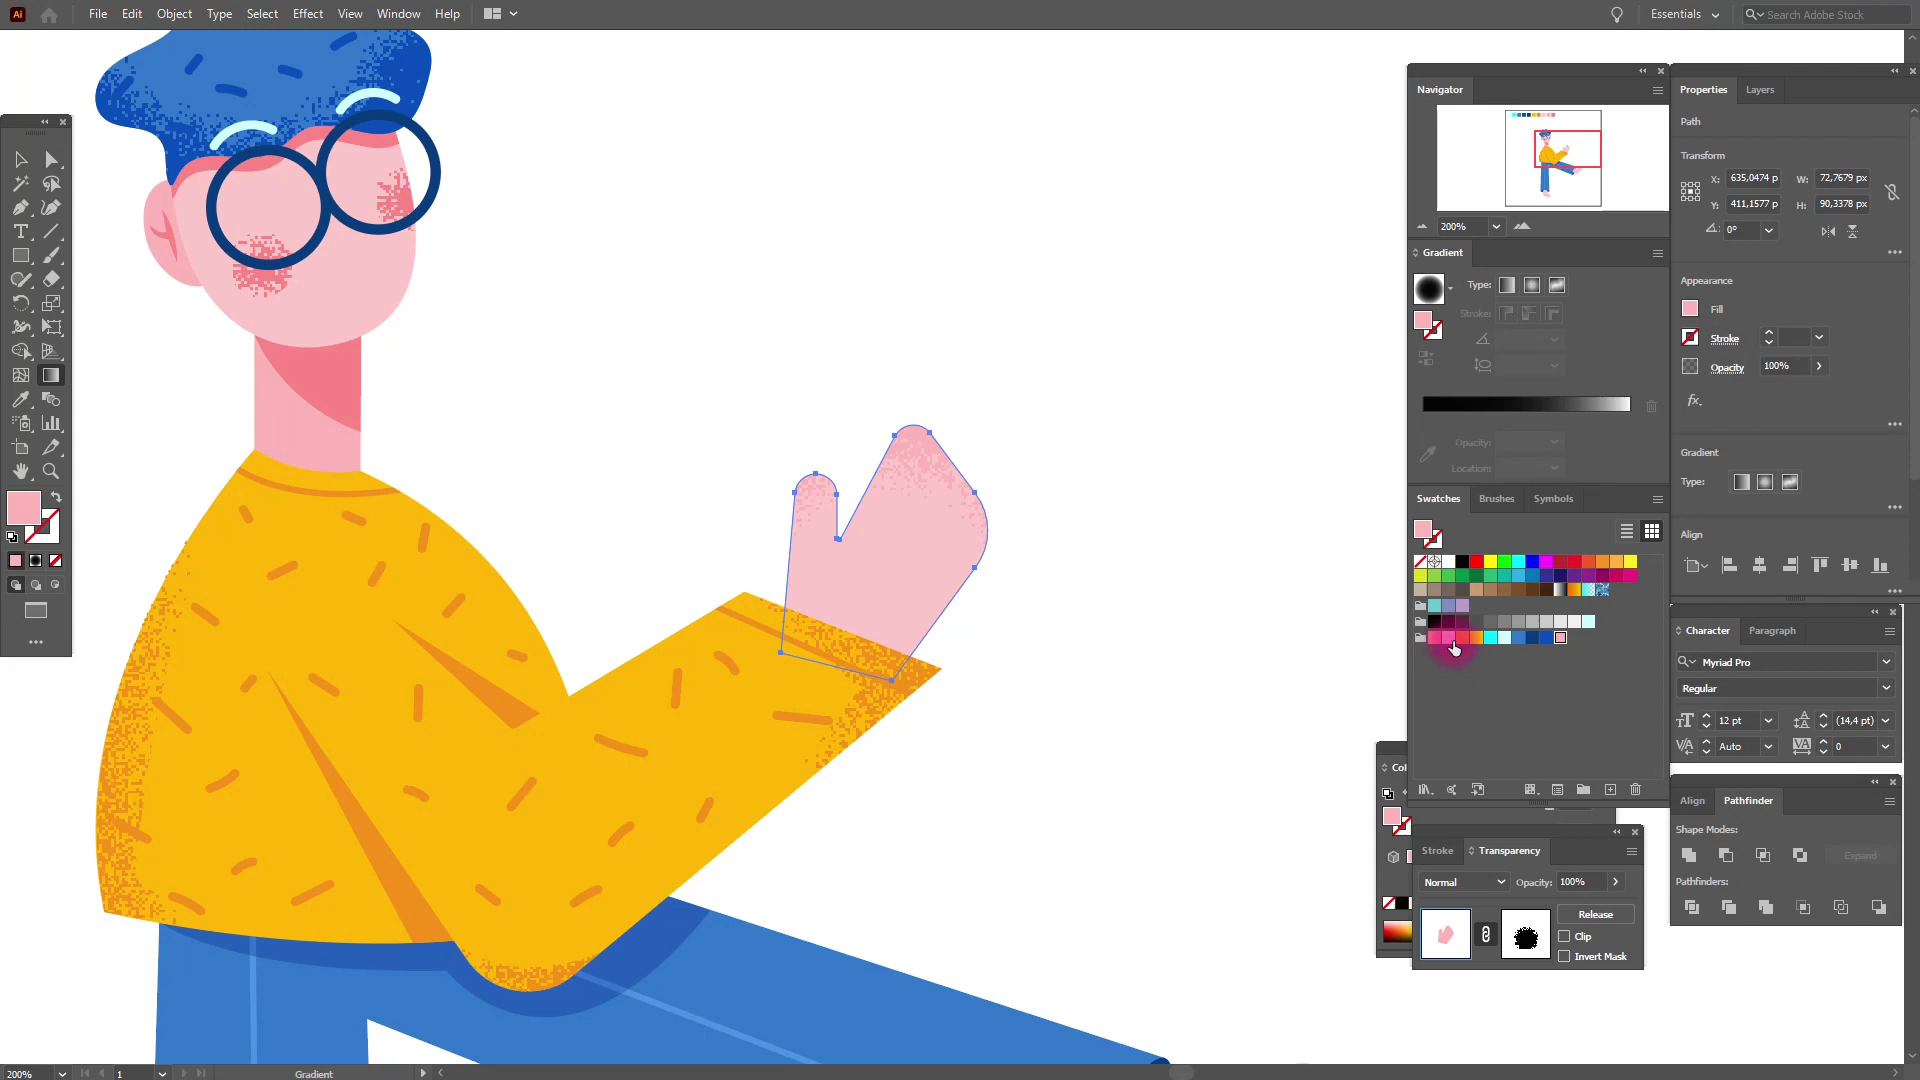 Ai File Edit Object Type Select Effect View Window Help Essentials Search Adobe Stock
Navigator
200%
Gradient
Type:
Stroke:
Opacity:
Location:
Swatches Brushes Symbols
Properties Layers
Path
Transform
X: 635,0474 p W: 72,7679 px
Y: 411,1577 p H: 90,3378 px
0°
Appearance
Fill
Stroke
Opacity 100%
fx.
Gradient
Type:
Align
Character Paragraph
Myriad Pro
Regular
12 pt (14,4 pt)
Auto 0
Align Pathfinder
Shape Modes:
Expand
Pathfinders:
Col
Stroke Transparency
Normal Opacity: 100%
Release
Clip
Invert Mask
200% 1 Gradient